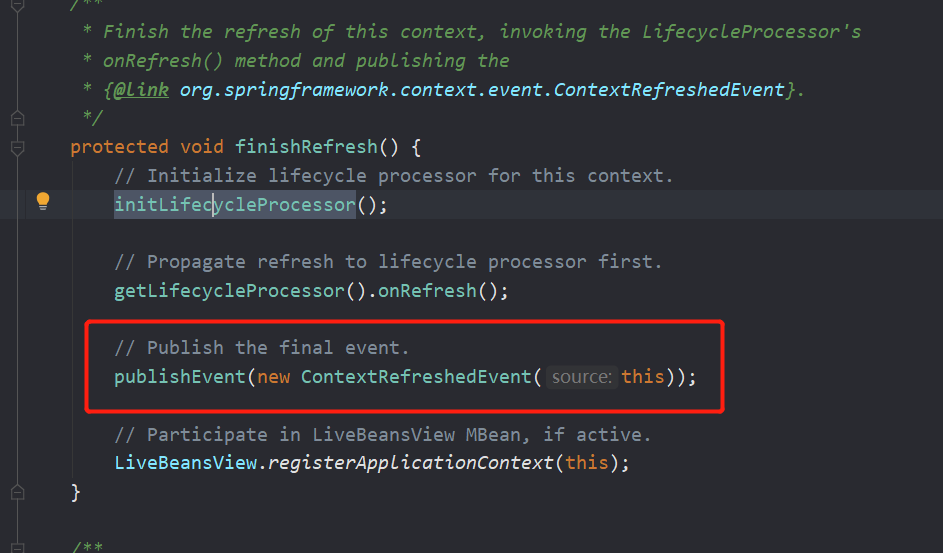 /**
* Finish the refresh of this context, invoking the LifecycleProcessor's
* onRefresh() method and publishing the
* {@link org.springframework.context.event.ContextRefreshedEvent}.
*/
protected void finishRefresh() {
// Initialize lifecycle processor for this context.
initLifecycleProcessor();
// Propagate refresh to lifecycle processor first.
getLifecycleProcessor().onRefresh();
// Publish the final event.
publishEvent(new ContextRefreshedEvent( source: this));
// Participate in LiveBeansView MBean, if active.
LiveBeansView.registerApplicationContext(this);
}
/**